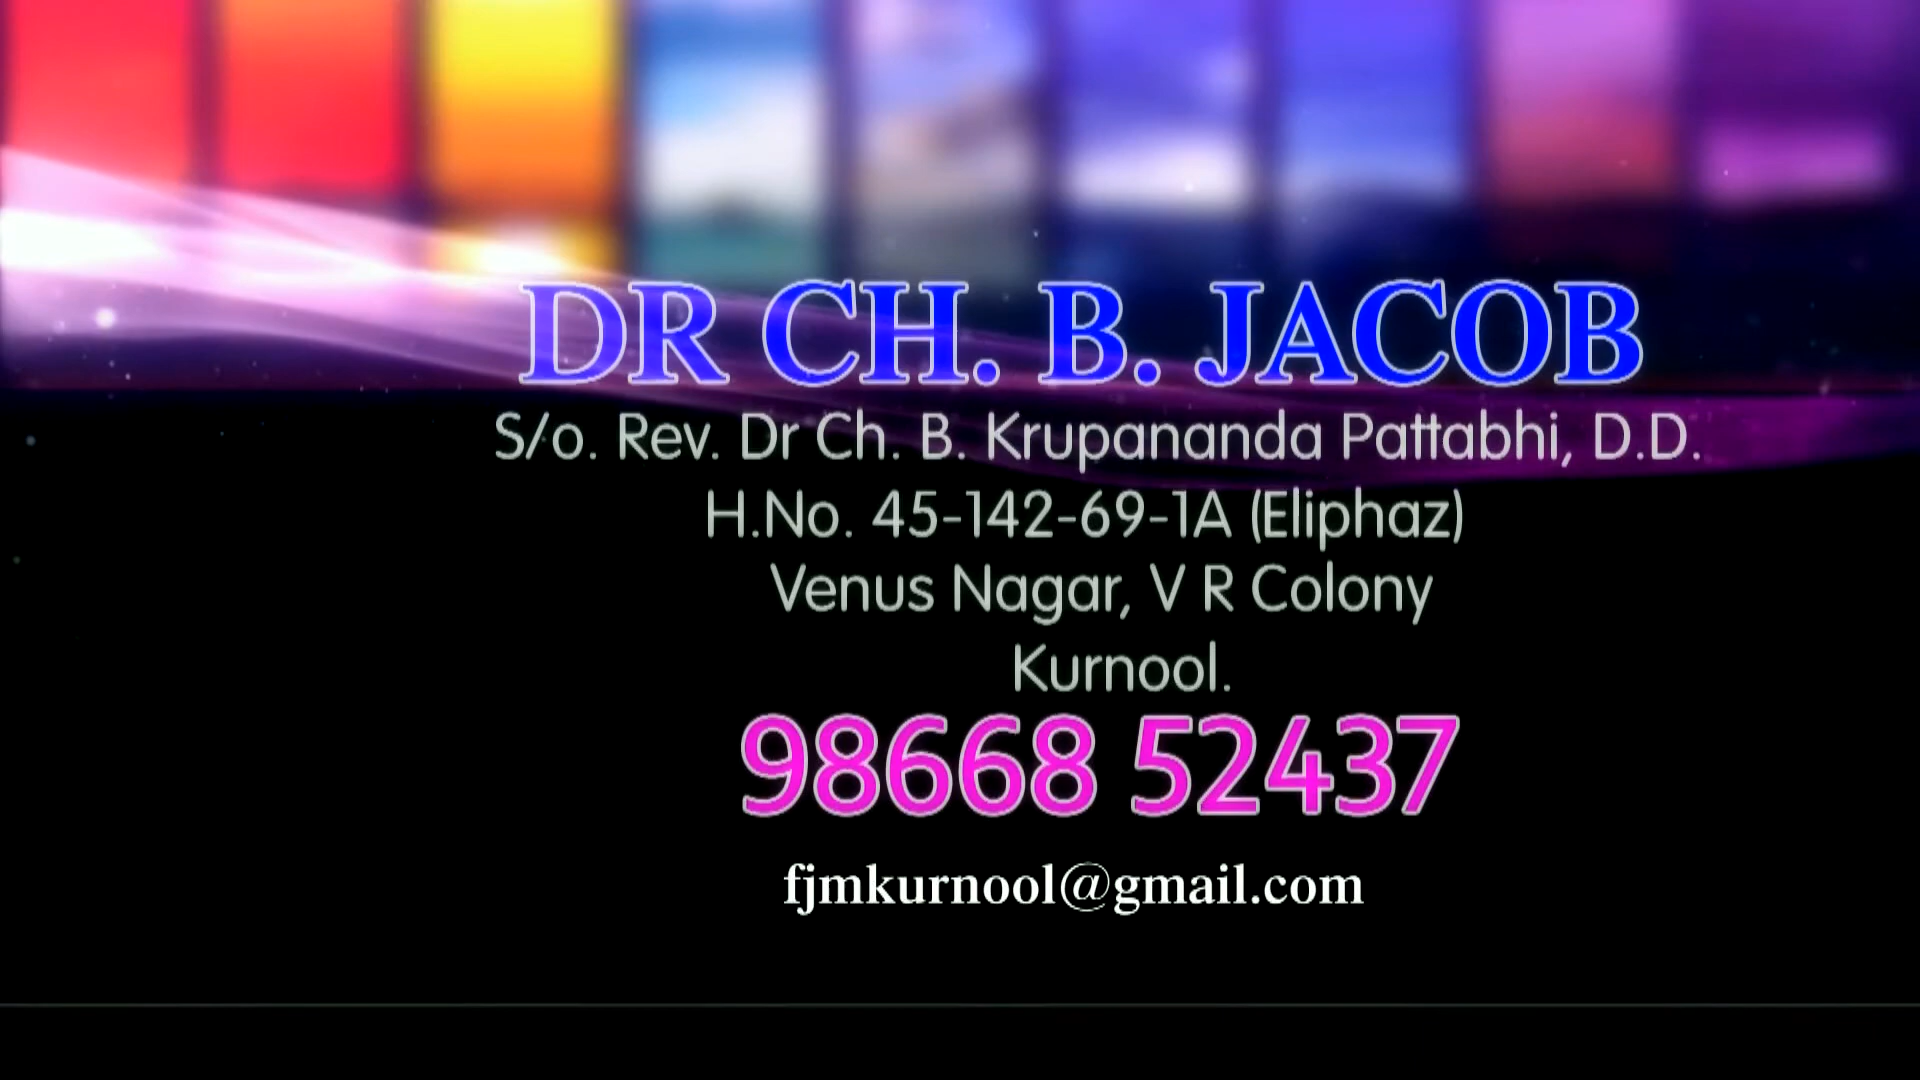 DR CH. B. JACOB
S/o. Rev. Dr Ch. B. Krupananda Pattabhi, D.D.
H.No. 45-142-69-1A (Eliphaz)
Venus Nagar, V R Colony
Kurnool.
98668 52437
fjmkurnool@gmail.com